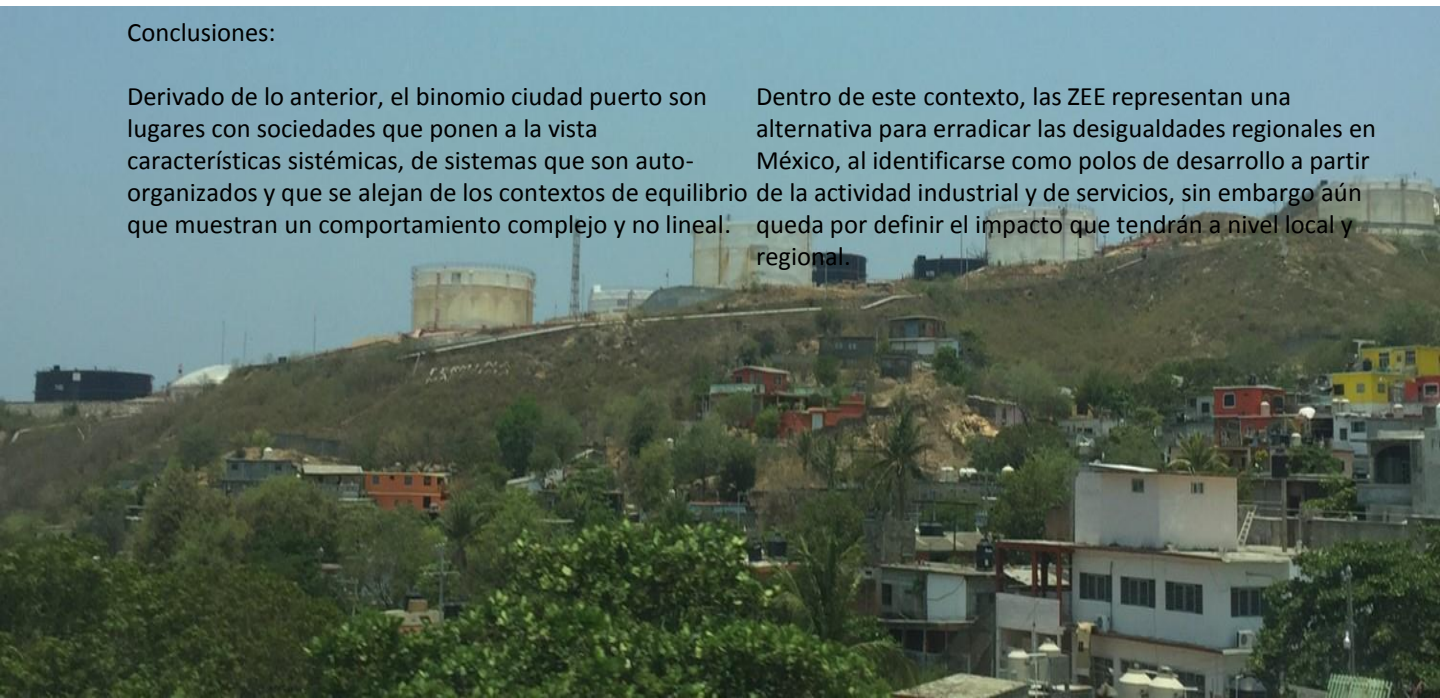 Conclusiones:
Derivado de lo anterior, el binomio ciudad puerto son
lugares con sociedades que ponen a la vista
características sistémicas, de sistemas que son auto-
organizados y que se alejan de los contextos de equilibrio
que muestran un comportamiento complejo y no lineal.
Dentro de este contexto, las ZEE representan una
alternativa para erradicar las desigualdades regionales en
México, al identificarse como polos de desarrollo a partir
de la actividad industrial y de servicios, sin embargo aún
queda por definir el impacto que tendrán a nivel local y
regional.